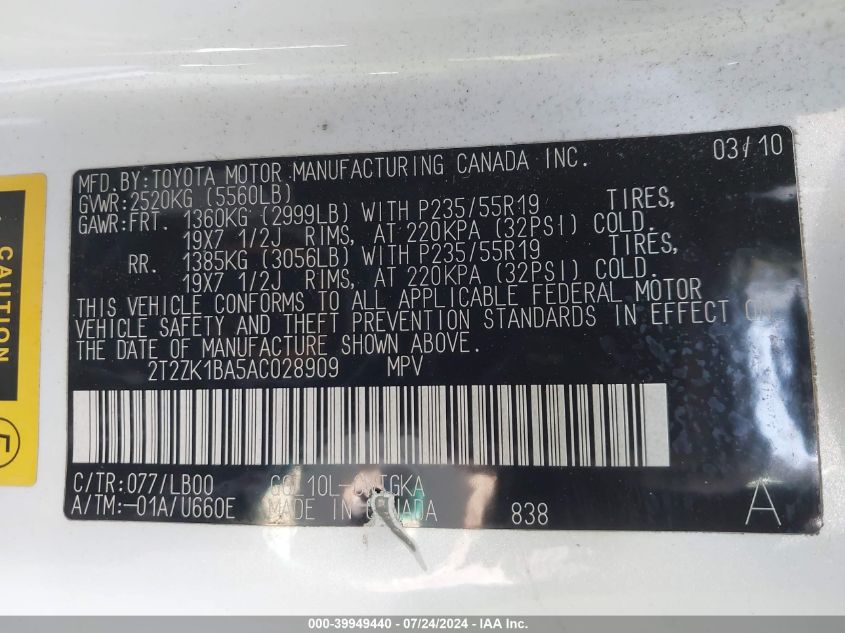 MFD. BY: TOYOTA MOTOR MANUFACTURING CANADA INC. 03/10
GVWR: 2520KG (5560LB)
GAWR: FRT. 1360KG (2999LB) WITH P235/55R19 TIRES,
19X7 1/2J RIMS, AT 220KPA (32PSI) COLD.
RR. 1385KG (3056LB) WITH P235/55R19 TIRES,
19X7 1/2J RIMS, AT 220KPA (32PSI) COLD.
THIS VEHICLE CONFORMS TO ALL APPLICABLE FEDERAL MOTOR
VEHICLE SAFETY AND THEFT PREVENTION STANDARDS IN EFFECT ON
THE DATE OF MANUFACTURE SHOWN ABOVE.
2T2ZK1BA5AC028909 MPV
C/TR: 077/LB00
A/TM: -01A/U660E MADE IN CANADA 838 A
CAUTION
000-39949440 - 07/24/2024 - IAA Inc.